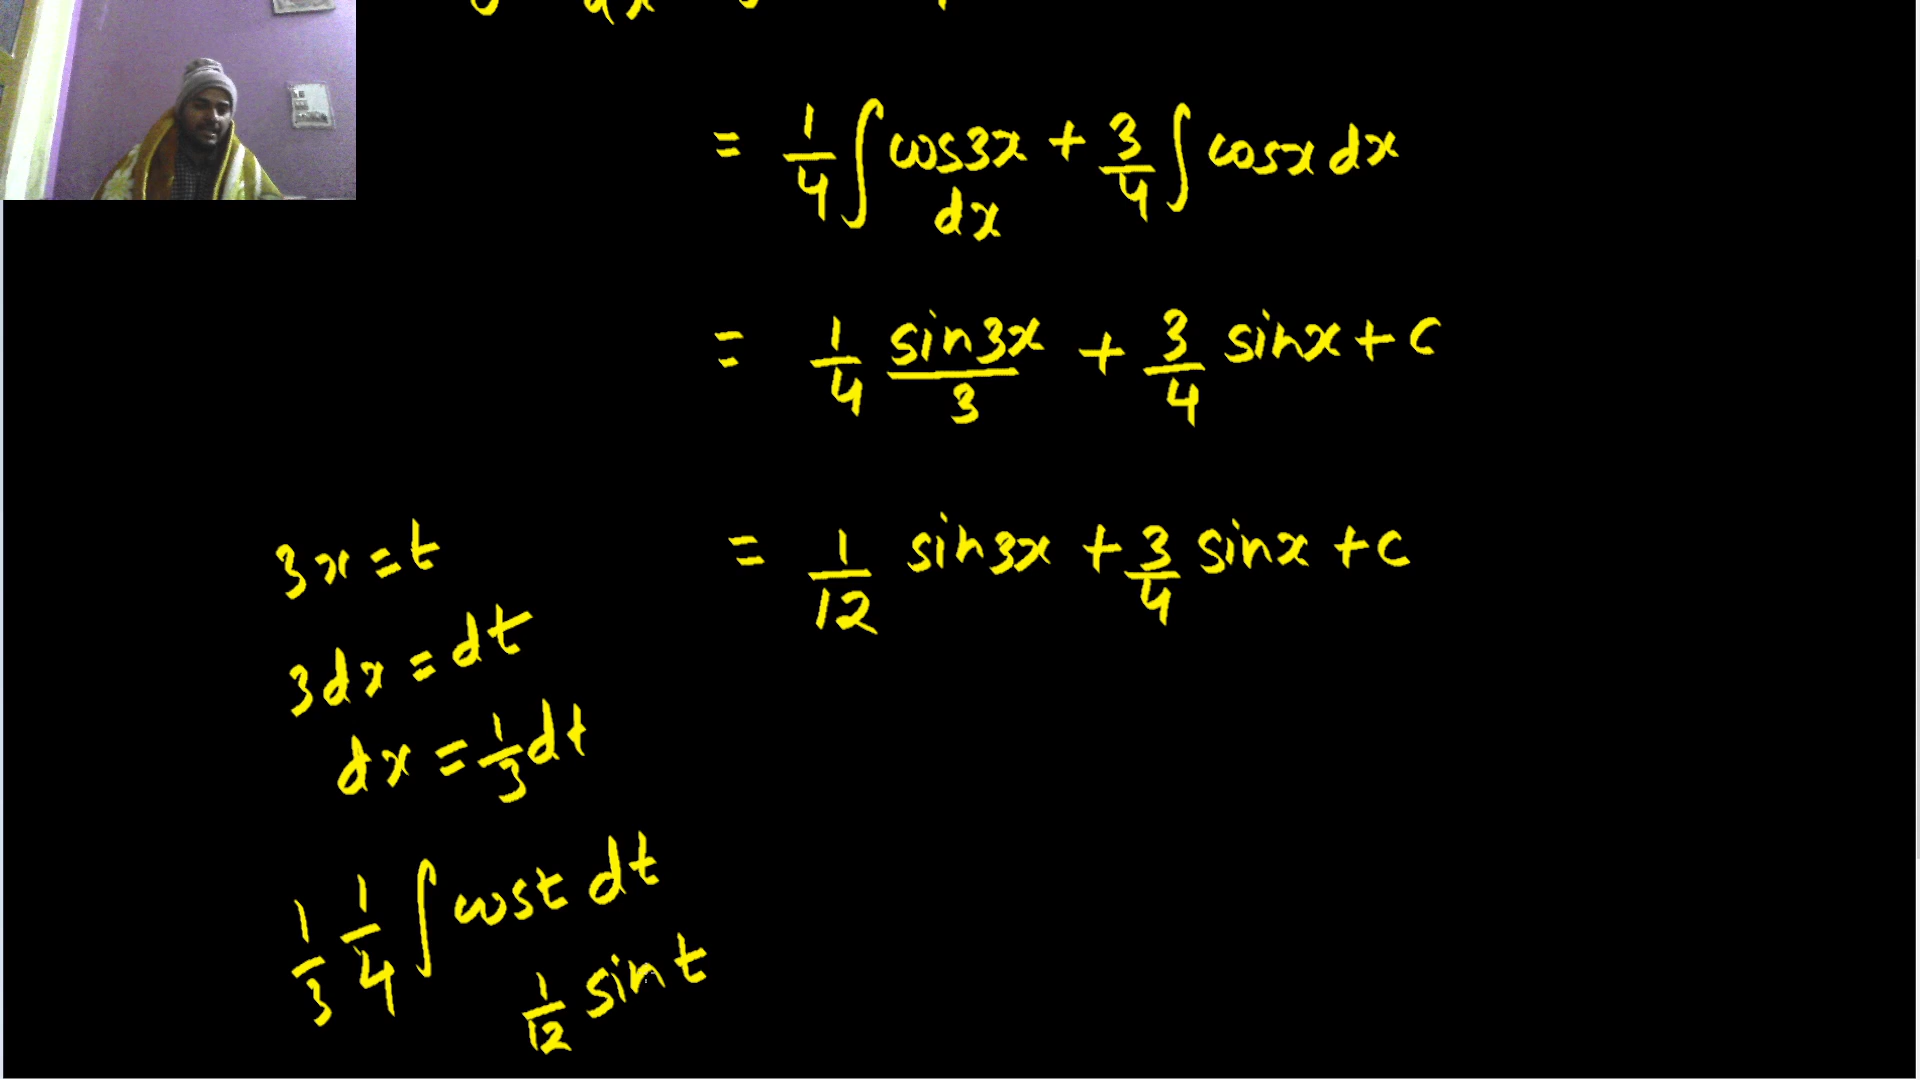 = 1/4 ∫ cos3x dx + 3/4 ∫ cosx dx
= 1/4 sin3x/3 + 3/4 sinx + c
= 1/12 sin3x + 3/4 sinx + c
3x = t
3dx = dt
dx = 1/3 dt
1/3 1/4 ∫ cost dt
1/12 sin t